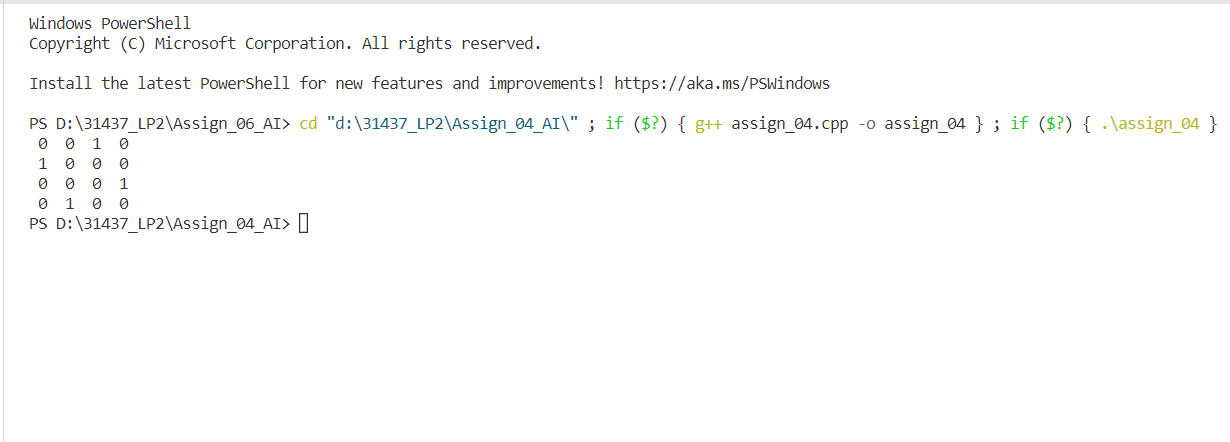 Windows PowerShell
Copyright (C) Microsoft Corporation. All rights reserved.
Install the latest PowerShell for new features and improvements! https://aka.ms/PSWindows
PS D:\31437_LP2\Assign_06_AI> cd "d:\31437_LP2\Assign_04_AI\" ; if ($?) { g++ assign_04.cpp -o assign_04 } ; if ($?) { .\assign_04 }
0 0 1 0
1 0 0 0
0 0 0 1
0 1 0 0
PS D:\31437_LP2\Assign_04_AI>